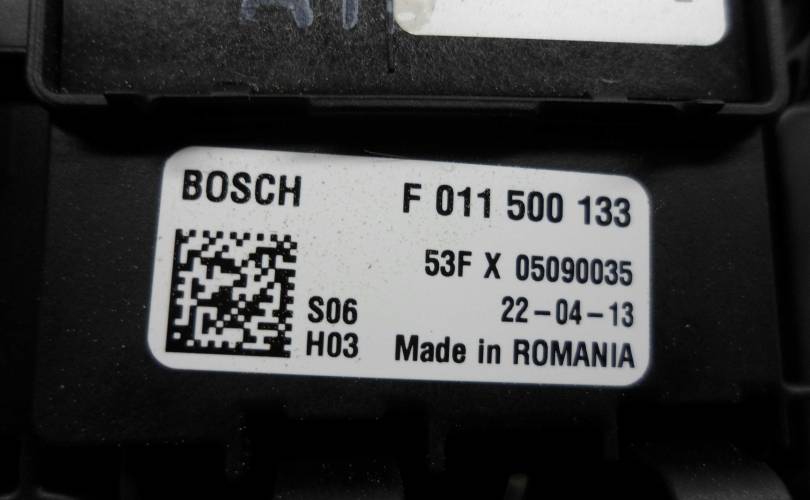 BOSCH
F 011 500 133
53F X 05090035
S06
22-04-13
H03
Made in ROMANIA